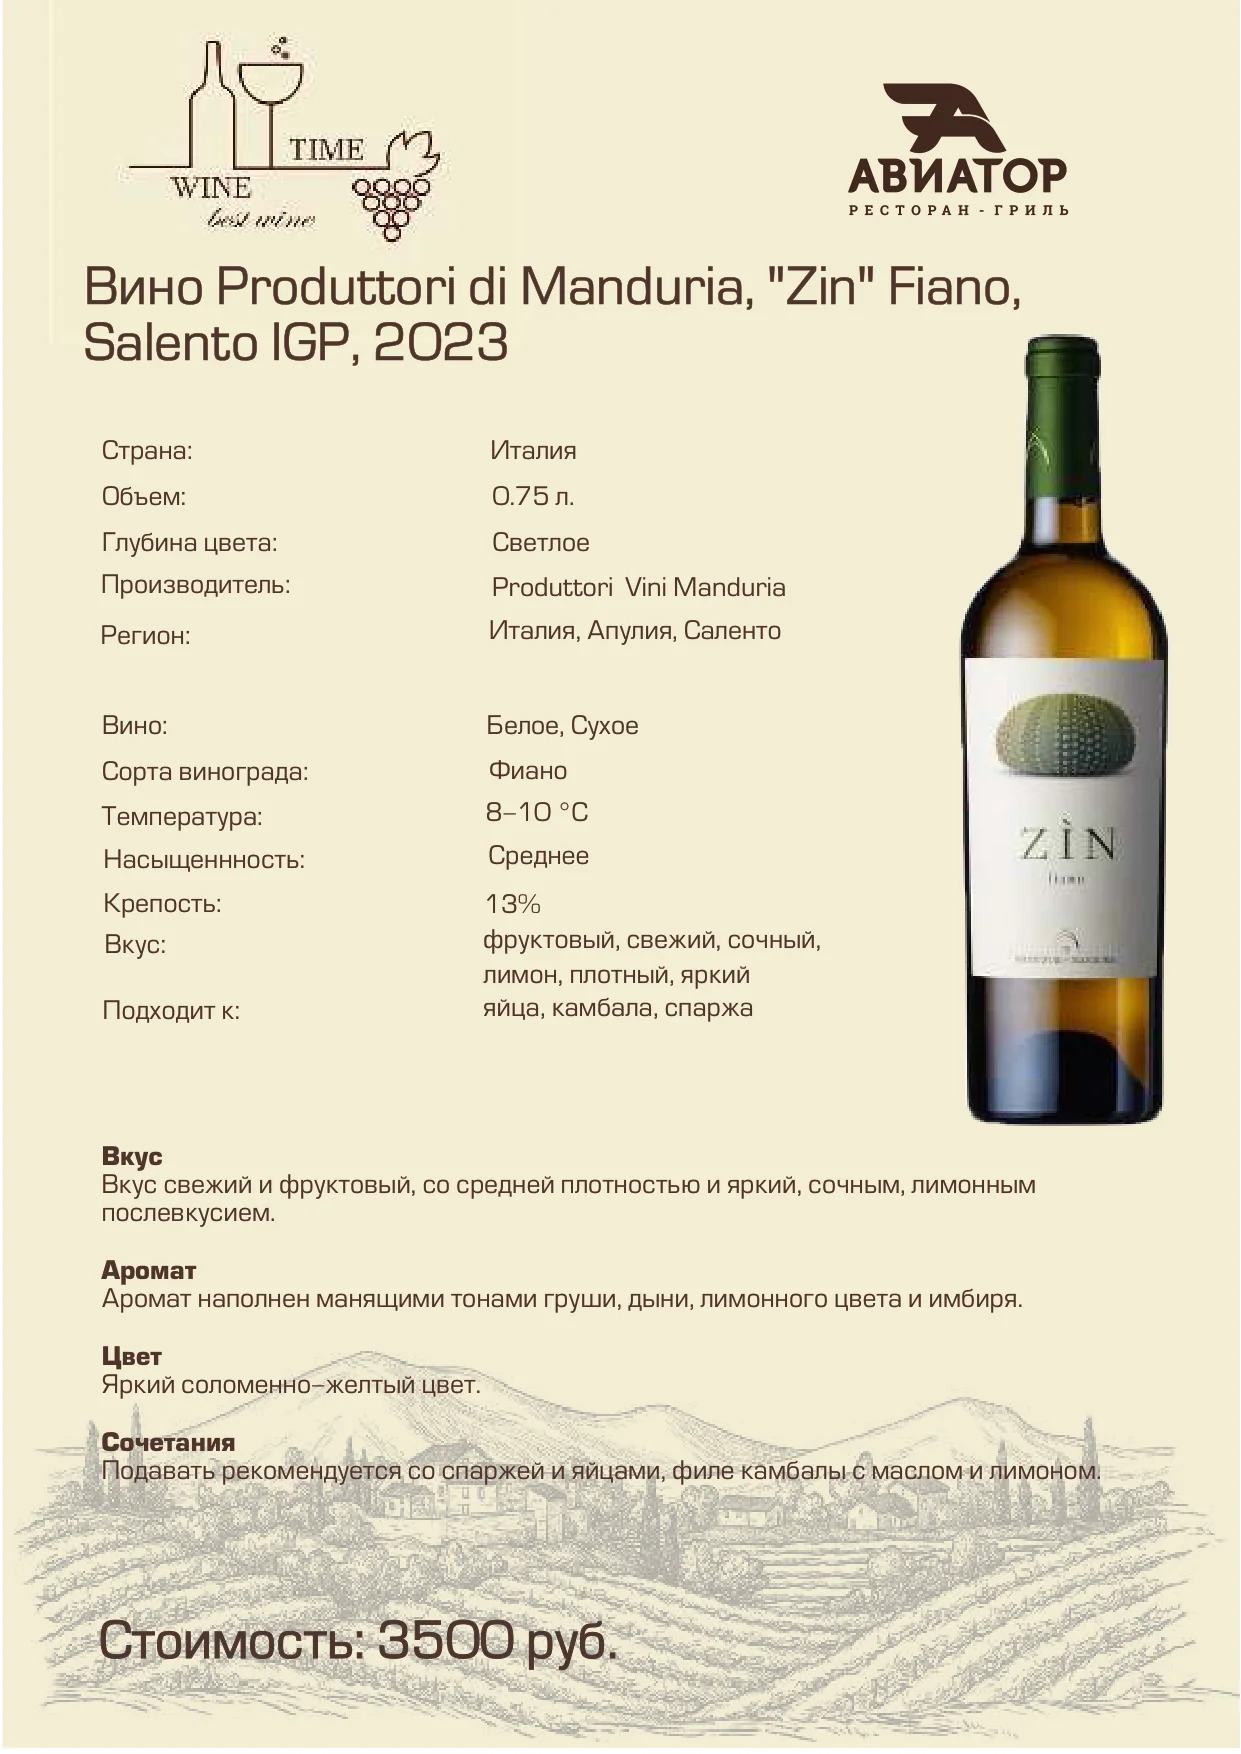 TIME
WINE
best wine
АВИАТОР
РЕСТОРАН - ГРИЛЬ
Вино Produttori di Manduria, "Zin" Fiano,
Salento IGP, 2023
Страна: Италия
Объем: 0.75 л.
Глубина цвета: Светлое
Производитель: Produttori Vini Manduria
Регион: Италия, Апулия, Саленто
Вино: Белое, Сухое
Сорта винограда: Фиано
Температура: 8–10 °C
Насыщеннность: Среднее
Крепость: 13%
Вкус: фруктовый, свежий, сочный,
лимон, плотный, яркий
Подходит к: яйца, камбала, спаржа
ZÌN
fiano
Вкус
Вкус свежий и фруктовый, со средней плотностью и яркий, сочным, лимонным
послевкусием.
Аромат
Аромат наполнен манящими тонами груши, дыни, лимонного цвета и имбиря.
Цвет
Яркий соломенно–желтый цвет.
Сочетания
Подавать рекомендуется со спаржей и яйцами, филе камбалы с маслом и лимоном.
Стоимость: 3500 руб.